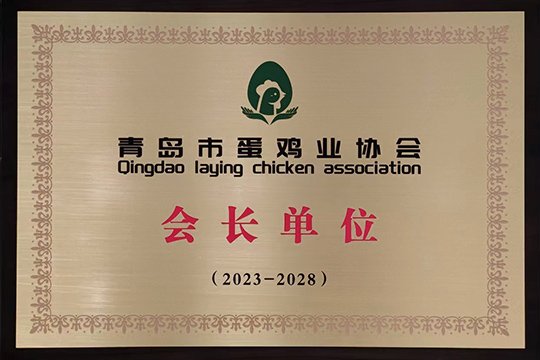 青岛市蛋鸡业协会
Qingdao laying chicken association
会长单位
(2023-2028)